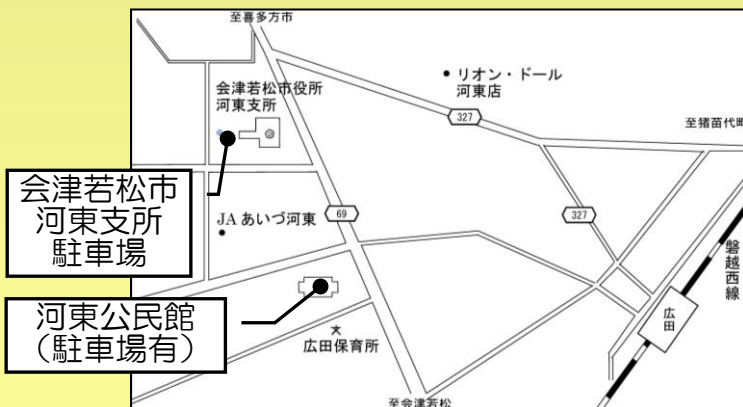 至喜多方市
リオン・ドール
河東店
会津若松市役所
河東支所
327
至猪苗代町
会津若松市
河東支所
駐車場
JAあいづ河東
69
327
磐越西線
広田
河東公民館
（駐車場有）
広田保育所
至会津若松